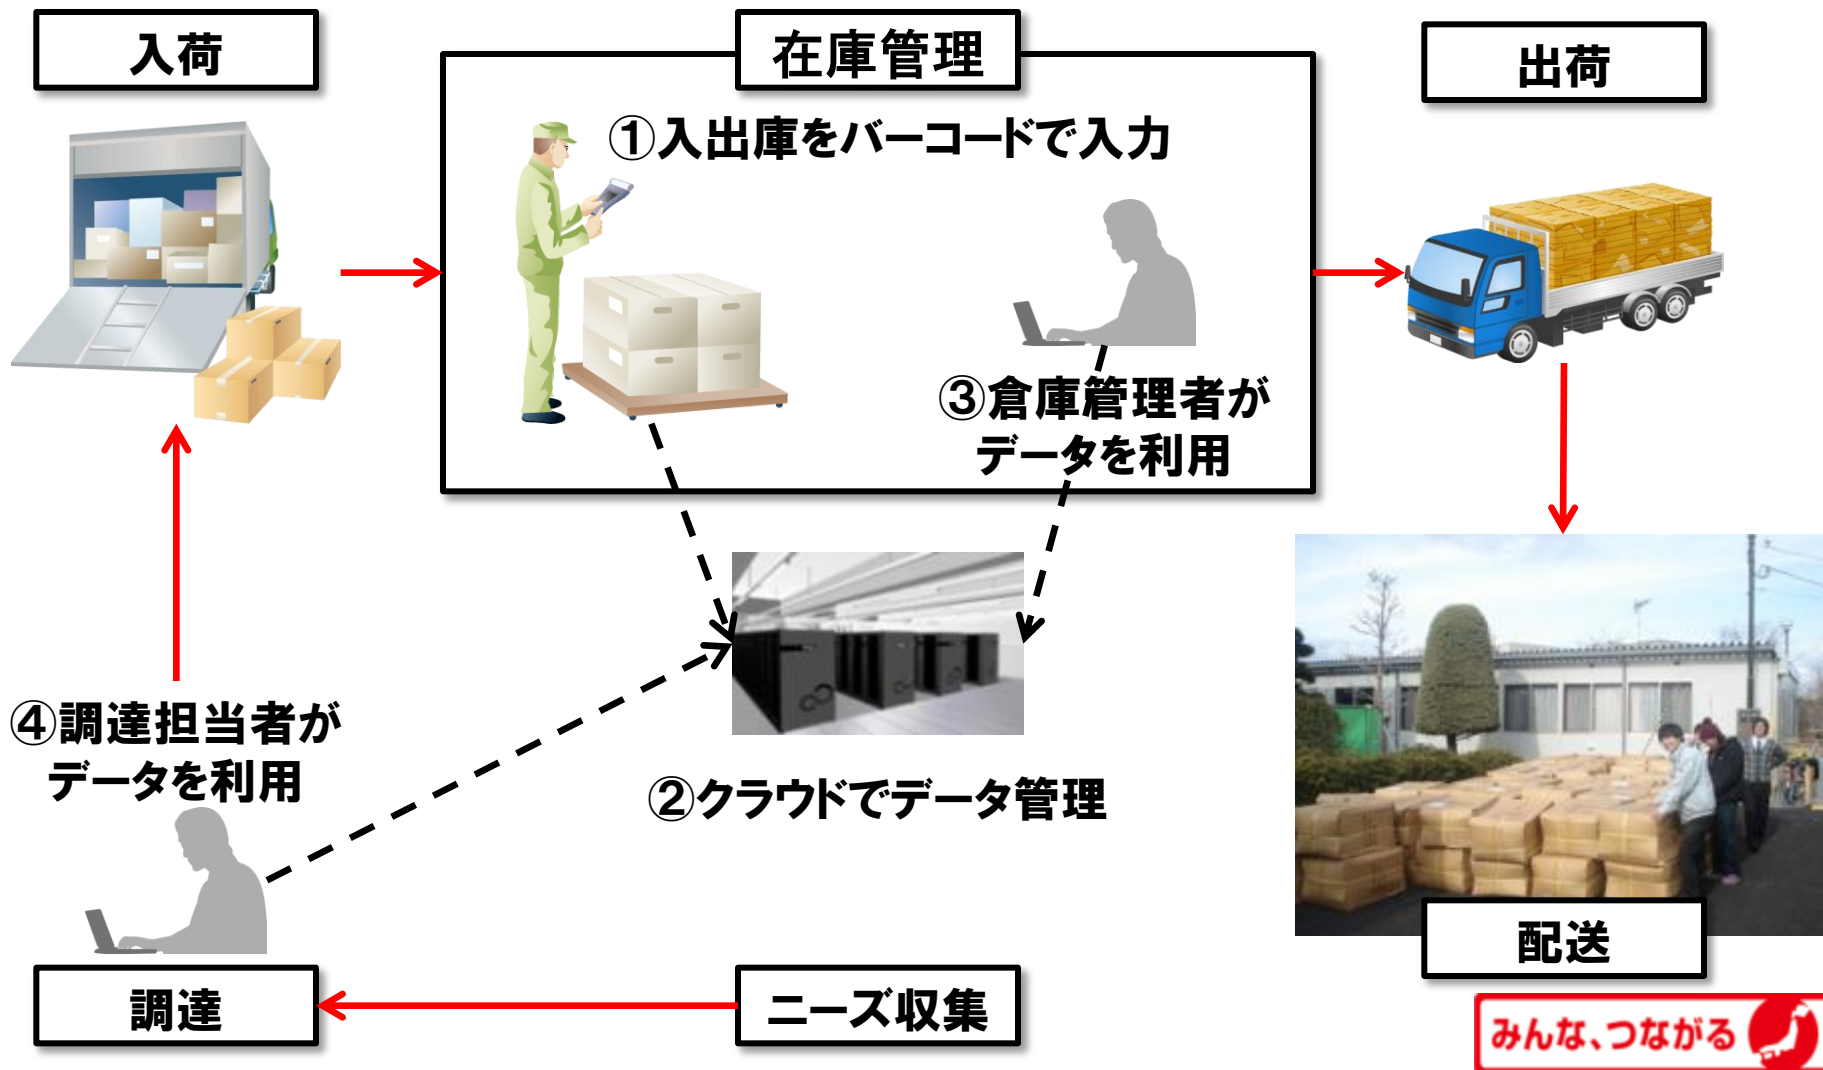 入荷
在庫管理
出荷
①入出庫をバーコードで入力
③倉庫管理者が
データを利用
④調達担当者が
データを利用
②クラウドでデータ管理
配送
調達
ニーズ収集
みんな、つながる